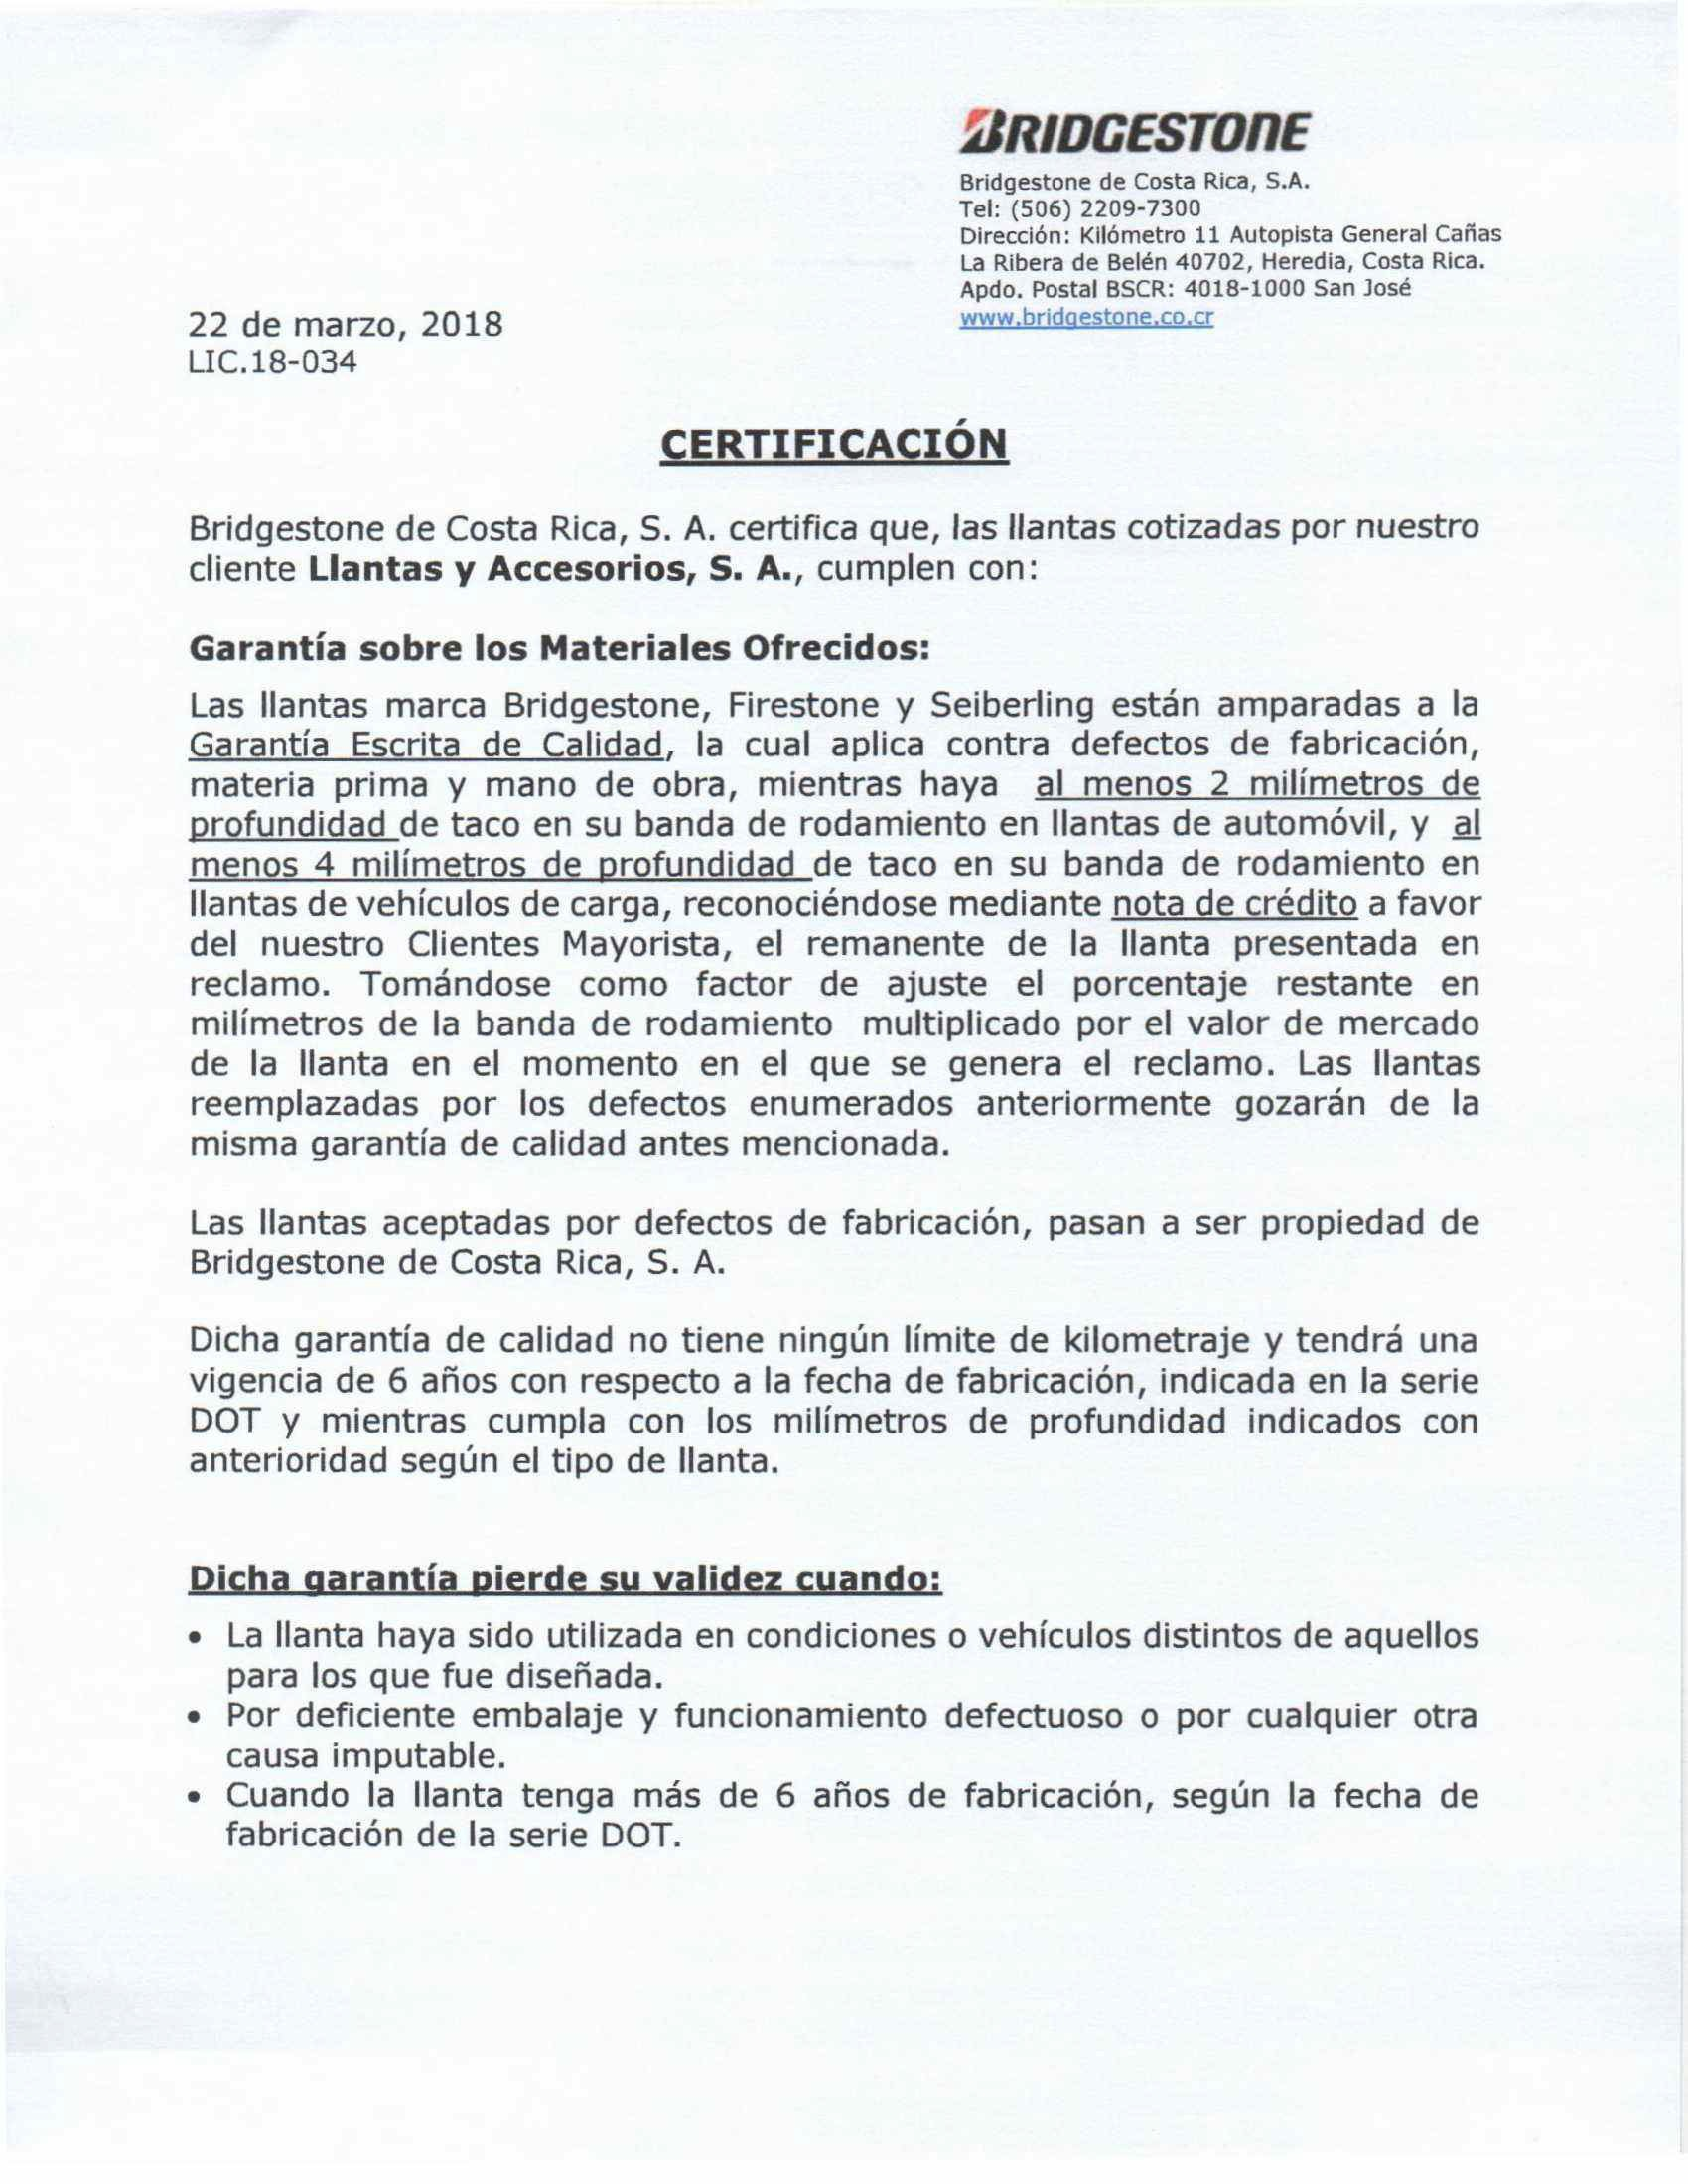 BRIDGESTONE
Bridgestone de Costa Rica, S.A.
Tel: (506) 2209-7300
Dirección: Kilómetro 11 Autopista General Cañas
La Ribera de Belén 40702, Heredia, Costa Rica.
Apdo. Postal BSCR: 4018-1000 San José
www.bridgestone.co.cr
22 de marzo, 2018
LIC.18-034
CERTIFICACIÓN
Bridgestone de Costa Rica, S. A. certifica que, las llantas cotizadas por nuestro
cliente Llantas y Accesorios, S. A., cumplen con:
Garantía sobre los Materiales Ofrecidos:
Las llantas marca Bridgestone, Firestone y Seiberling están amparadas a la
Garantía Escrita de Calidad, la cual aplica contra defectos de fabricación,
materia prima y mano de obra, mientras haya al menos 2 milímetros de
profundidad de taco en su banda de rodamiento en llantas de automóvil, y al
menos 4 milímetros de profundidad de taco en su banda de rodamiento en
llantas de vehículos de carga, reconociéndose mediante nota de crédito a favor
del nuestro Clientes Mayorista, el remanente de la llanta presentada en
reclamo. Tomándose como factor de ajuste el porcentaje restante en
milímetros de la banda de rodamiento multiplicado por el valor de mercado
de la llanta en el momento en el que se genera el reclamo. Las llantas
reemplazadas por los defectos enumerados anteriormente gozarán de la
misma garantía de calidad antes mencionada.
Las llantas aceptadas por defectos de fabricación, pasan a ser propiedad de
Bridgestone de Costa Rica, S. A.
Dicha garantía de calidad no tiene ningún límite de kilometraje y tendrá una
vigencia de 6 años con respecto a la fecha de fabricación, indicada en la serie
DOT y mientras cumpla con los milímetros de profundidad indicados con
anterioridad según el tipo de llanta.
Dicha garantía pierde su validez cuando:
• La llanta haya sido utilizada en condiciones o vehículos distintos de aquellos
para los que fue diseñada.
• Por deficiente embalaje y funcionamiento defectuoso o por cualquier otra
causa imputable.
• Cuando la llanta tenga más de 6 años de fabricación, según la fecha de
fabricación de la serie DOT.